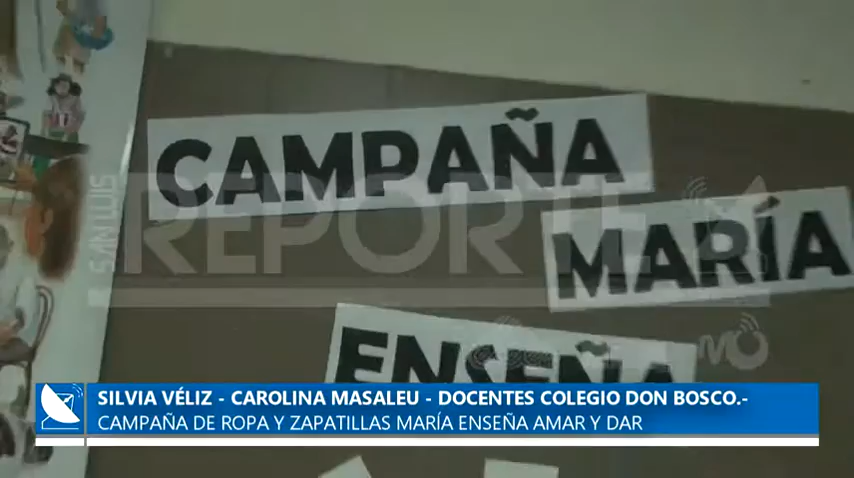 CAMPAÑA
MARÍA
ENSEÑA
REPORTE
SAN LUIS
SILVIA VÉLIZ - CAROLINA MASALEU - DOCENTES COLEGIO DON BOSCO.-
CAMPAÑA DE ROPA Y ZAPATILLAS MARÍA ENSEÑA AMAR Y DAR